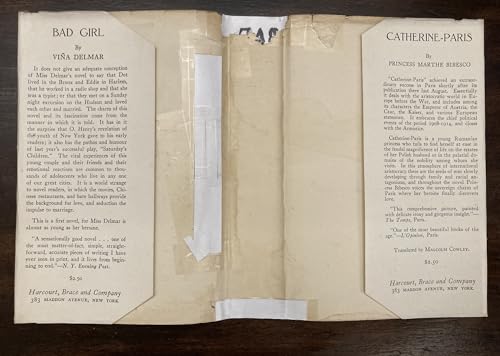 BAD GIRL
By
VIÑA DELMAR
It does not give an adequate conception
of Miss Delmar's novel to say that Dot
lived in the Bronx and Eddie in Harlem,
that he worked in a radio shop and that she
was a typist; or that they met on a Sunday
night excursion on the Hudson and loved
each other and married. The charm of this
novel and its fascination come from the
manner in which it is told. It has in it
the surprise that O. Henry's revelation of
the youth of New York gave to his early
readers; it also has the pathos and humour
of last year's successful play, "Saturday's
Children." The vital experiences of this
young couple and their friends and their
emotional reactions are common to thous-
ands of adolescents who live in any one
of our great cities. It is a world strange
to novel readers, in which the movies, Chi-
nese restaurants, and bare hallways provide
the background for love, and seduction the
impulse to marriage.
This is a first novel, for Miss Delmar is
almost as young as her heroine.
"A sensationally good novel . . . one of
the most matter-of-fact, simple, straight-
forward, accurate pieces of writing I have
ever seen in print, and it lives from begin-
ning to end."—N. Y. Evening Post.
$2.50
Harcourt, Brace and Company
383 MADISON AVENUE, NEW YORK
CATHERINE-PARIS
By
PRINCESS MARTHE BIBESCO
"Catherine-Paris" achieved an extraor-
dinary success in Paris shortly after its
publication there last August. Essentially
it deals with the aristocratic world in Eu-
rope before the War, and includes among
its characters the Emperor of Austria, the
Czar, the Kaiser, and various European
statesmen. It embraces the chief political
events of the period 1908-1914, and closes
with the Armistice.
Catherine-Paris is a young Rumanian
princess who tries to find herself at ease in
the feudal magnificence of life on the estates
of her Polish husband or in the palatial do-
mains of the nobility among whom she
visits. In this atmosphere of international
aristocracy these are the seeds of wars slowly
developing through treaty and racial an-
tagonisms, and throughout the novel Princess
Bibesco voices the sovereign charm of Paris
where her heroine finally discovers
herself.
"This comprehensive picture, painted
with delicate irony and gorgeous insight."—
The Temps, Paris.
"One of the most beautiful books of the
age."—L'Opinion, Paris.
Translated by MALCOLM COWLEY.
$2.50
Harcourt, Brace and Company
383 MADISON AVENUE, NEW YORK